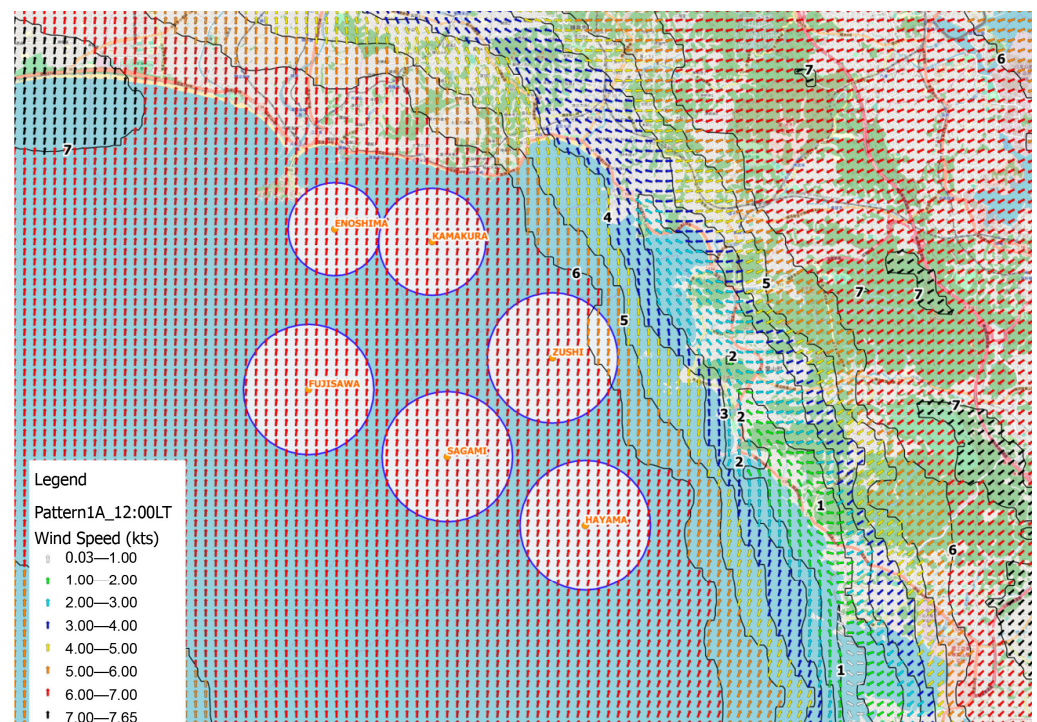 7
6
7
7
4
ENOSHIMA
KAMAKURA
6
5
7
7
5
ZUSHI
2
FUJISAWA
3
2
7
SAGAMI
2
1
HAYAMA
6
1
Legend
Pattern1A_12:00LT
Wind Speed (kts)
0.03—1.00
1.00—2.00
2.00—3.00
3.00—4.00
4.00—5.00
5.00—6.00
6.00—7.00
7.00—7.65